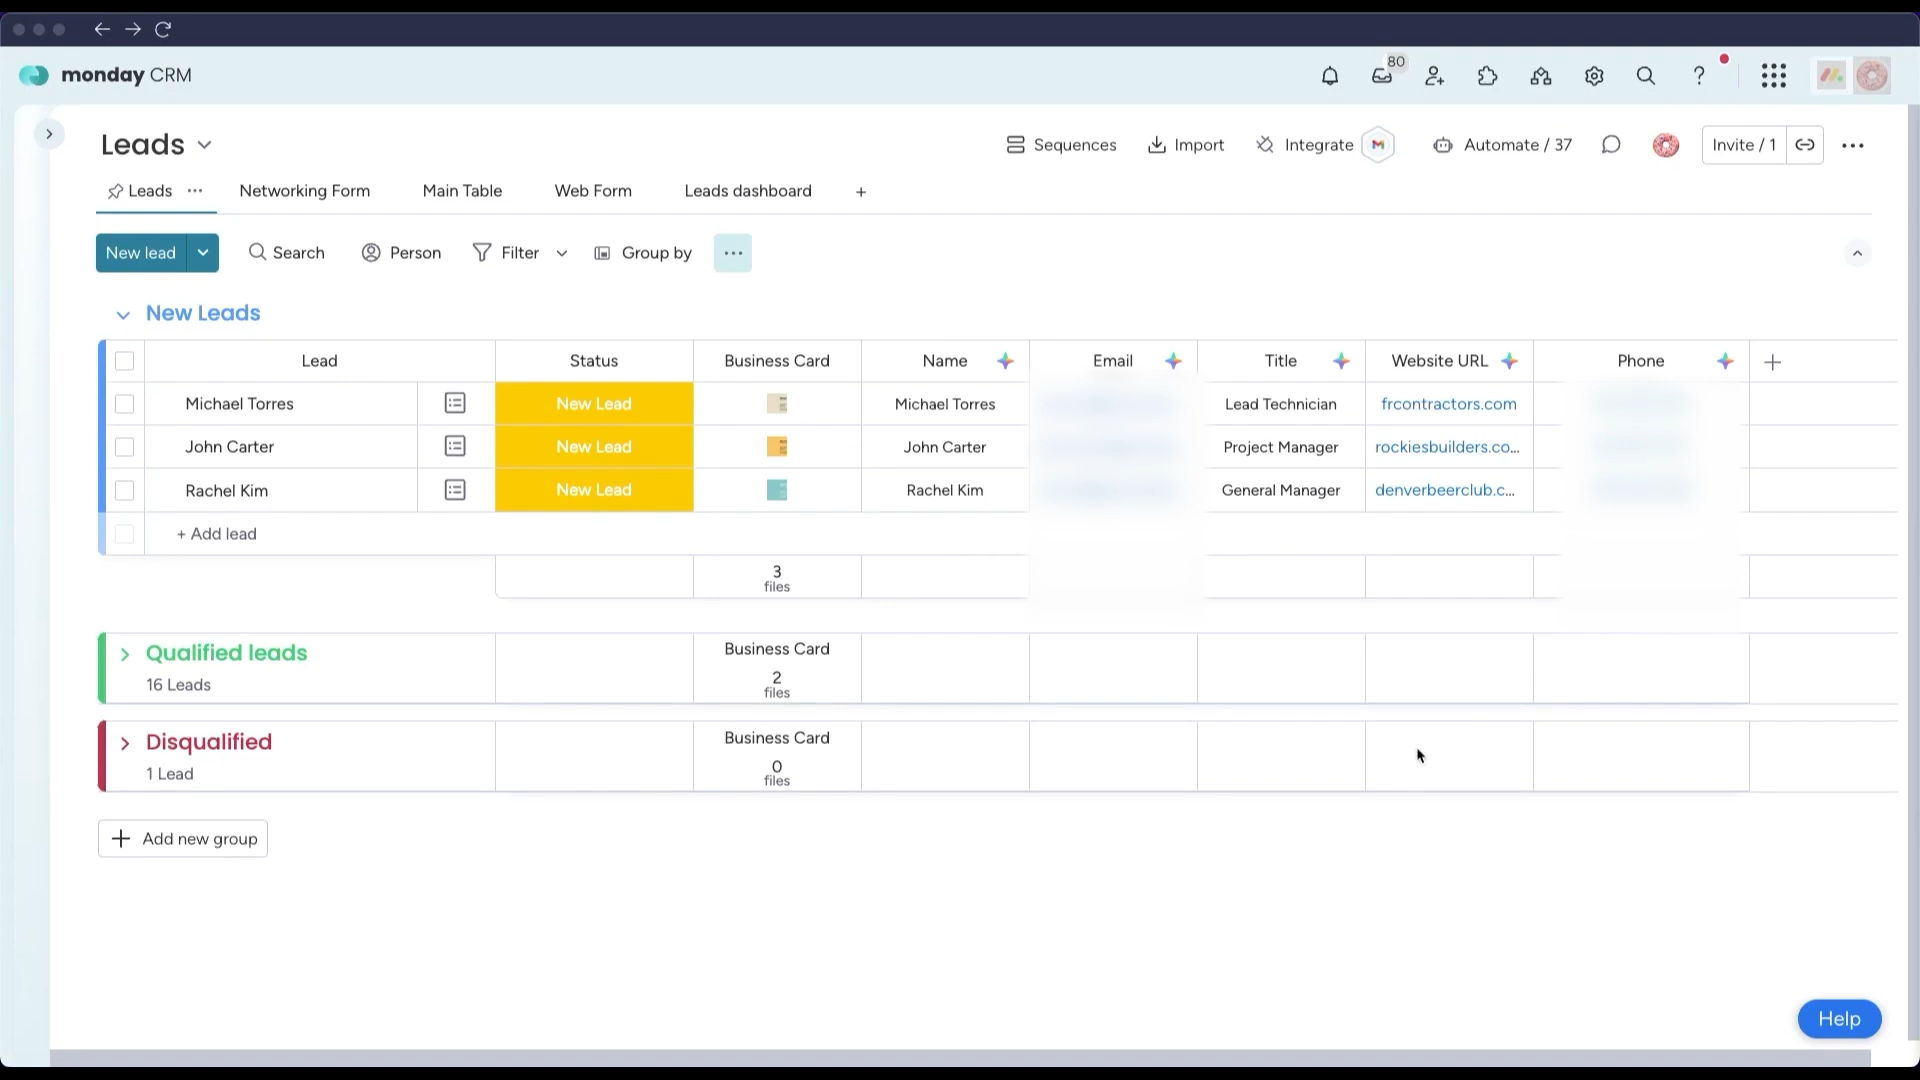 monday CRM
80
Leads
Sequences
Import
Integrate
Automate / 37
Invite / 1
Leads
Networking Form
Main Table
Web Form
Leads dashboard
New lead
Search
Person
Filter
Group by
New Leads
Lead Status Business Card Name Email Title Website URL Phone
Michael Torres New Lead Michael Torres Lead Technician frcontractors.com
John Carter New Lead John Carter Project Manager rockiesbuilders.co...
Rachel Kim New Lead Rachel Kim General Manager denverbeerclub.c...
+ Add lead
3
files
Qualified leads
16 Leads
Business Card
2
files
Disqualified
1 Lead
Business Card
0
files
Add new group
Help